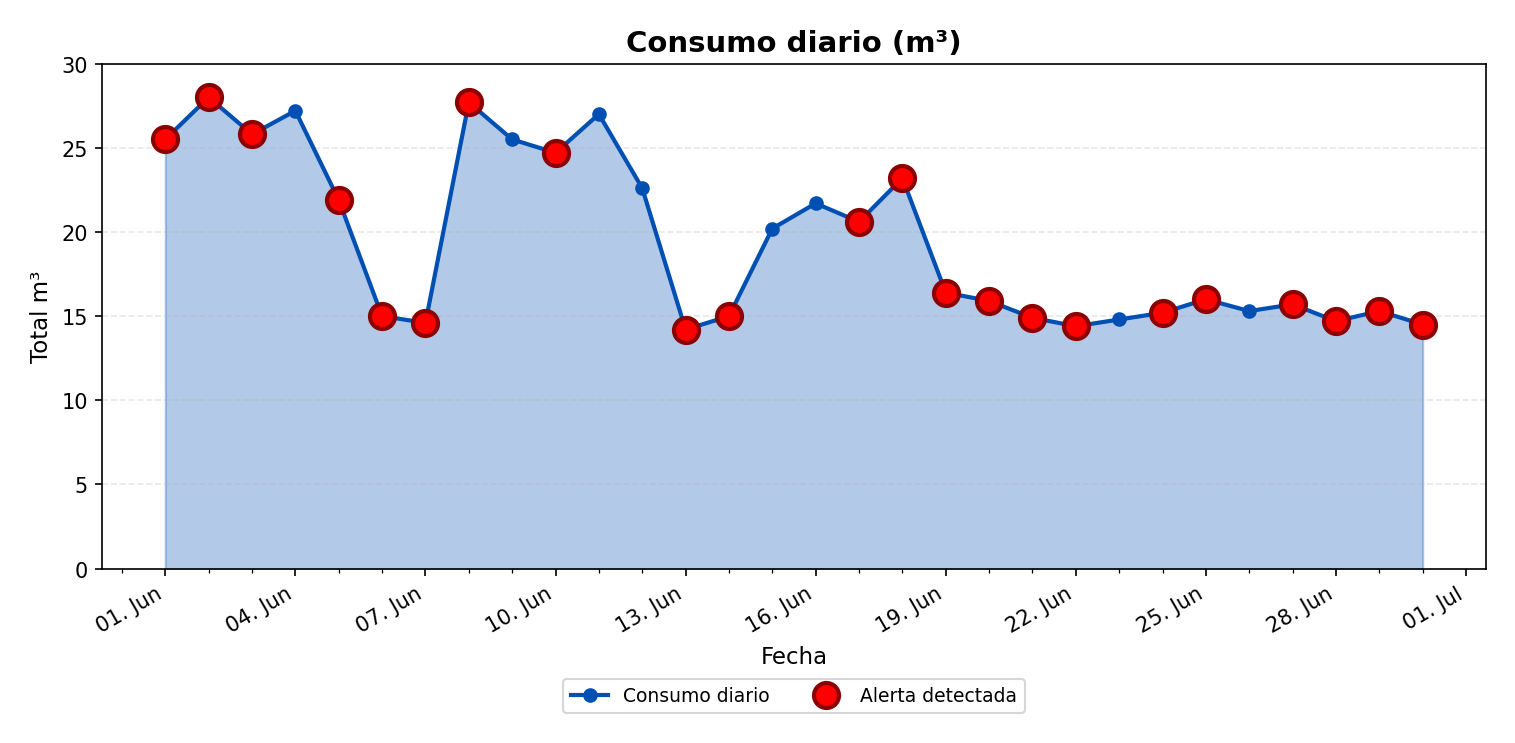 Consumo diario (m³)
30
25
20
15
10
5
0
Total m³
01. Jun
04. Jun
07. Jun
10. Jun
13. Jun
16. Jun
19. Jun
22. Jun
25. Jun
28. Jun
01. Jul
Fecha
Consumo diario
Alerta detectada